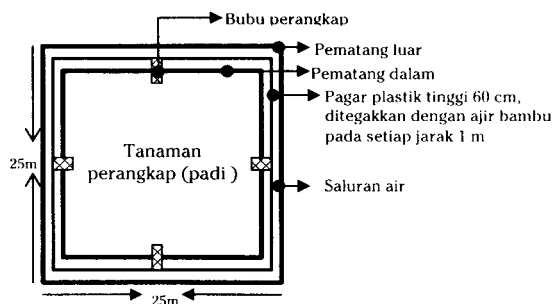 Bubu perangkap
Pematang luar
Pematang dalam
Pagar plastik tinggi 60 cm,
ditegakkan dengan ajir bambu
pada setiap jarak 1 m
Tanaman
perangkap (padi )
25m
Saluran air
25m